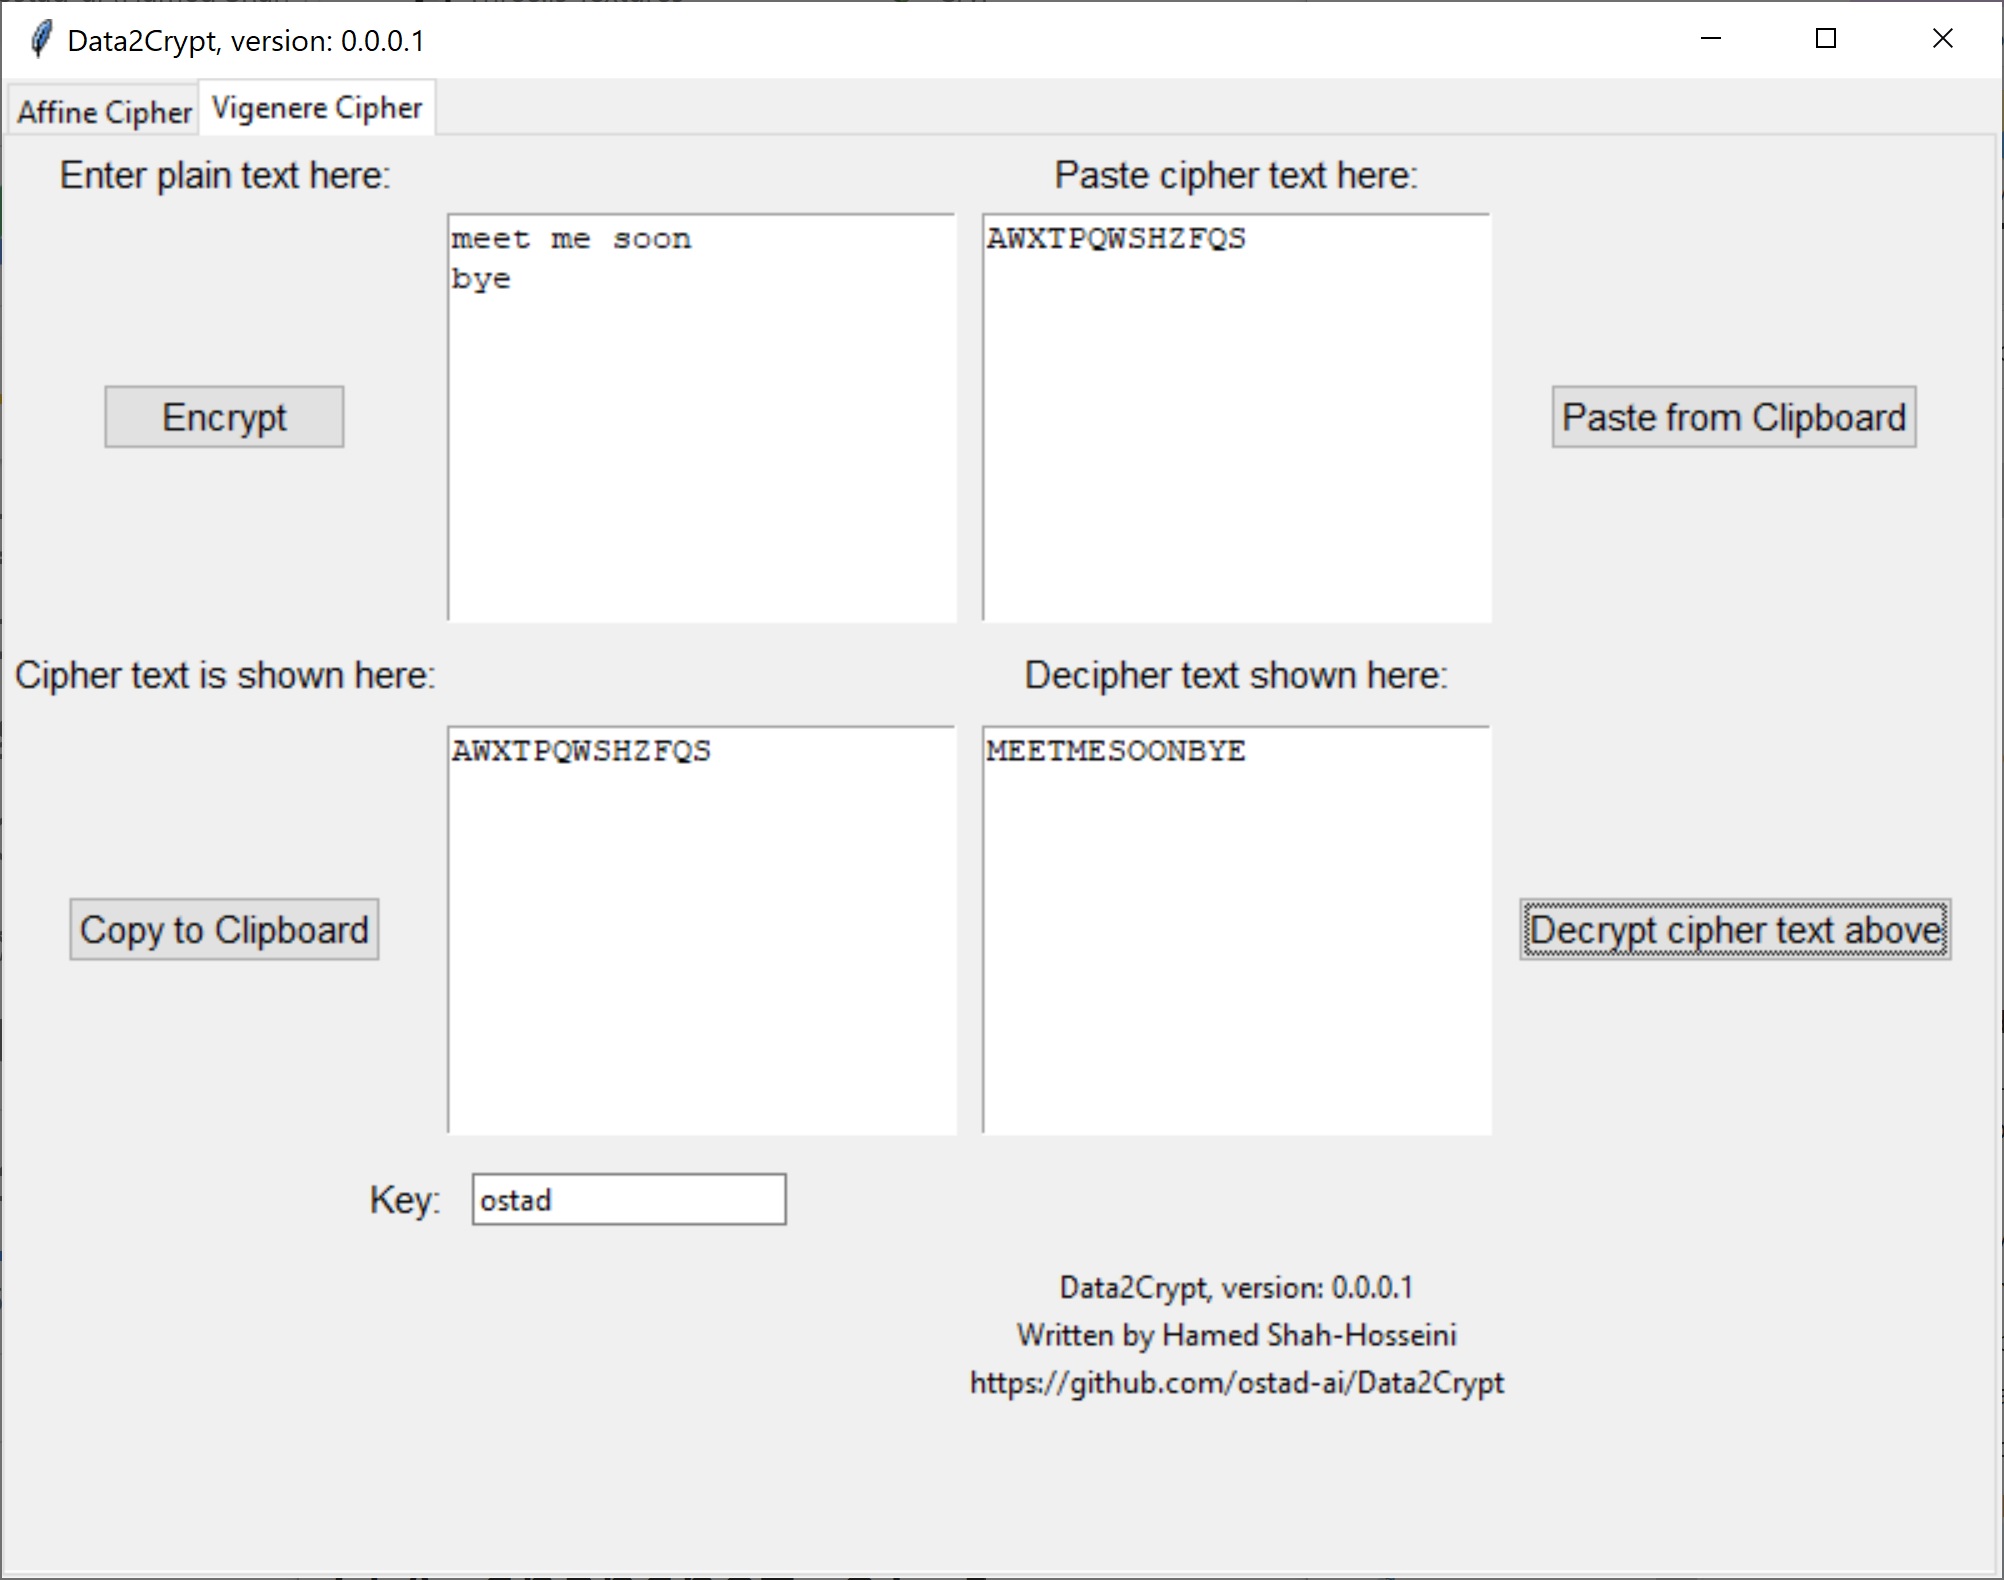 Data2Crypt, version: 0.0.0.1
Affine Cipher
Vigenere Cipher
Enter plain text here:
meet me soon
bye
Encrypt
Paste cipher text here:
AWXTPQWSHZFQS
Paste from Clipboard
Cipher text is shown here:
AWXTPQWSHZFQS
Copy to Clipboard
Decipher text shown here:
MEETMESOONBYE
Decrypt cipher text above
Key:
ostad
Data2Crypt, version: 0.0.0.1
Written by Hamed Shah-Hosseini
https://github.com/ostad-ai/Data2Crypt